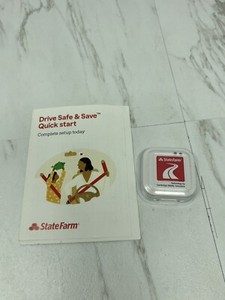 Drive Safe & Save™
Quick start
Complete setup today
StateFarm®
StateFarm